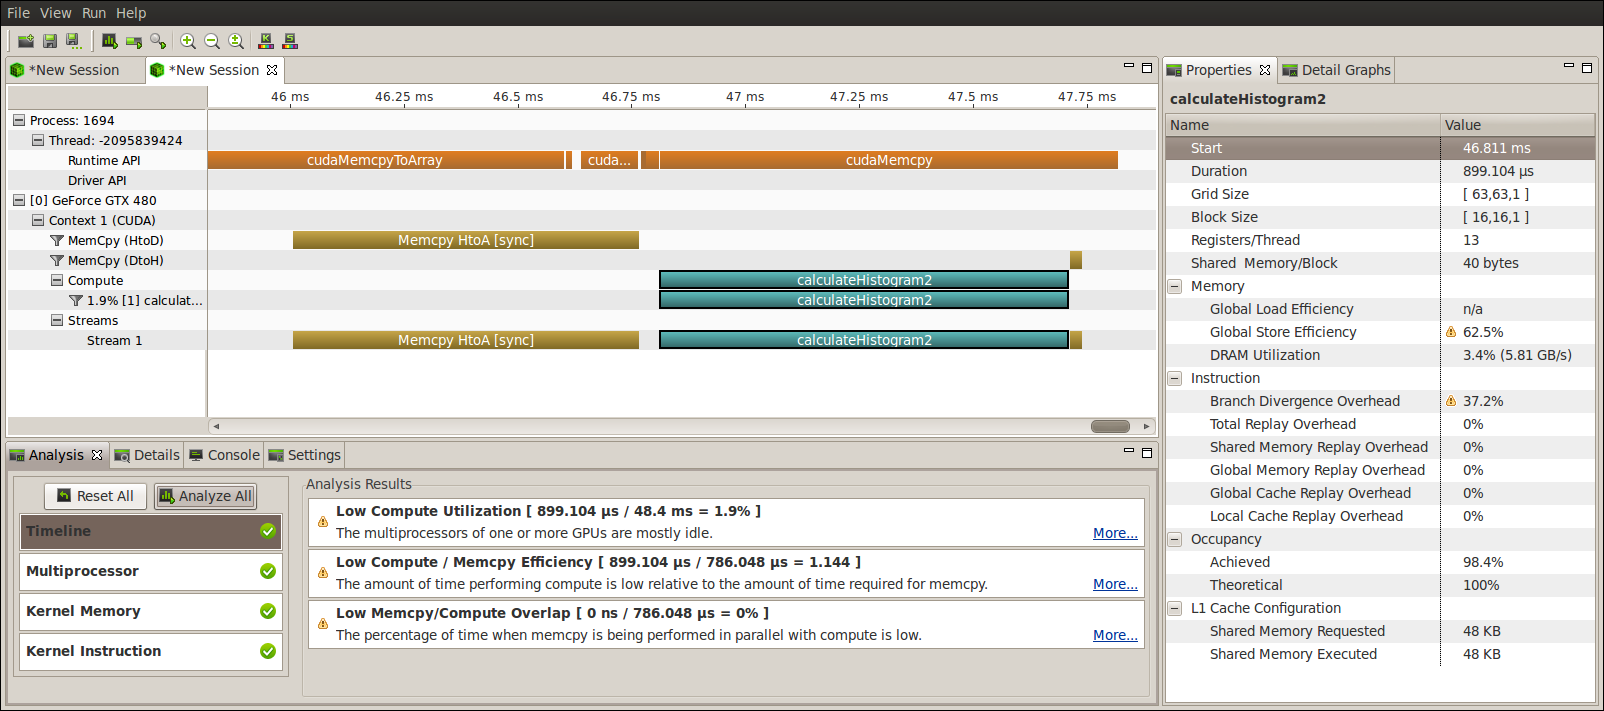 File View Run Help
*New Session *New Session
46 ms 46.25 ms 46.5 ms 46.75 ms 47 ms 47.25 ms 47.5 ms 47.75 ms
Process: 1694
Thread: -2095839424
Runtime API cudaMemcpyToArray cuda... cudaMemcpy
Driver API
[0] GeForce GTX 480
Context 1 (CUDA)
MemCpy (HtoD) Memcpy HtoA [sync]
MemCpy (DtoH)
Compute calculateHistogram2
1.9% [1] calculat... calculateHistogram2
Streams
Stream 1 Memcpy HtoA [sync] calculateHistogram2
Analysis Details Console Settings
Reset All Analyze All
Timeline
Multiprocessor
Kernel Memory
Kernel Instruction
Analysis Results
Low Compute Utilization [ 899.104 µs / 48.4 ms = 1.9% ]
The multiprocessors of one or more GPUs are mostly idle. More...
Low Compute / Memcpy Efficiency [ 899.104 µs / 786.048 µs = 1.144 ]
The amount of time performing compute is low relative to the amount of time required for memcpy. More...
Low Memcpy/Compute Overlap [ 0 ns / 786.048 µs = 0% ]
The percentage of time when memcpy is being performed in parallel with compute is low. More...
Properties Detail Graphs
calculateHistogram2
Name Value
Start 46.811 ms
Duration 899.104 µs
Grid Size [ 63,63,1 ]
Block Size [ 16,16,1 ]
Registers/Thread 13
Shared Memory/Block 40 bytes
Memory
Global Load Efficiency n/a
Global Store Efficiency 62.5%
DRAM Utilization 3.4% (5.81 GB/s)
Instruction
Branch Divergence Overhead 37.2%
Total Replay Overhead 0%
Shared Memory Replay Overhead 0%
Global Memory Replay Overhead 0%
Global Cache Replay Overhead 0%
Local Cache Replay Overhead 0%
Occupancy
Achieved 98.4%
Theoretical 100%
L1 Cache Configuration
Shared Memory Requested 48 KB
Shared Memory Executed 48 KB